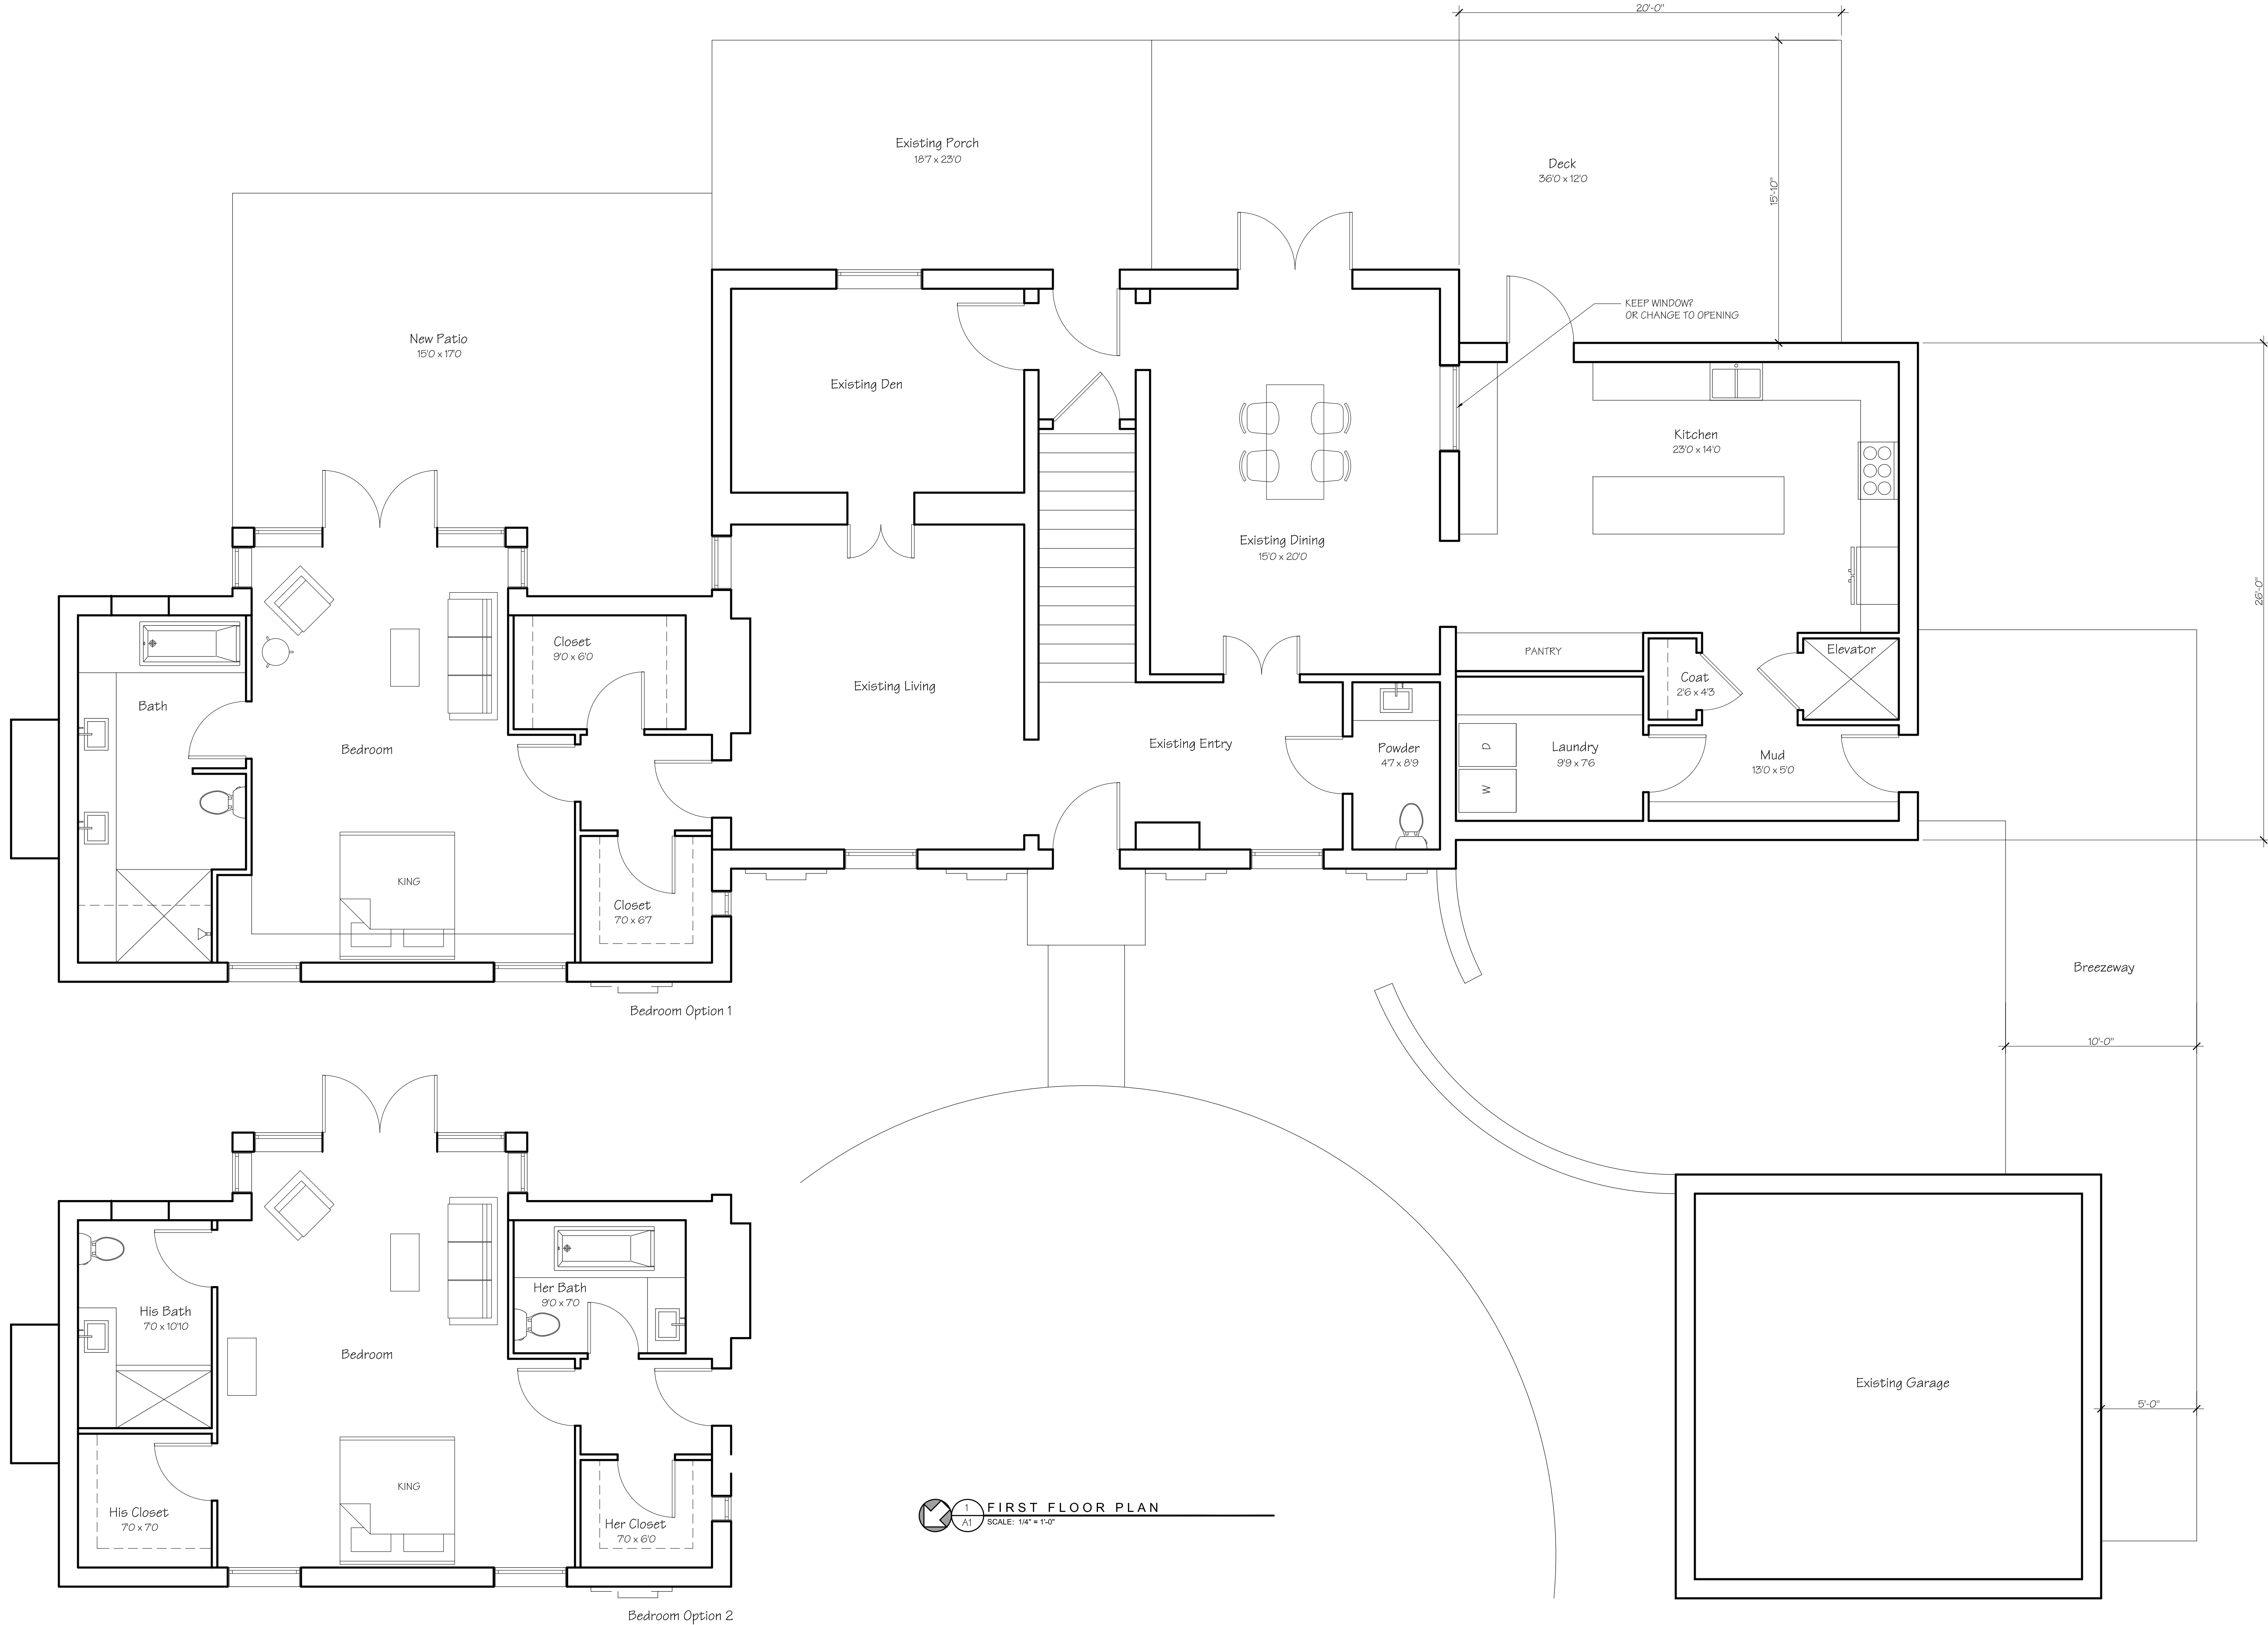 20'-0"
Existing Porch
18'7 x 23'0
Deck
36'0 x 12'0
15'-10"
KEEP WINDOW?
OR CHANGE TO OPENING
New Patio
15'0 x 17'0
Existing Den
Kitchen
23'0 x 14'0
Existing Dining
15'0 x 20'0
26'-0"
Closet
9'0 x 6'0
PANTRY
Elevator
Coat
2'6 x 4'3
Existing Living
Bath
Bedroom
Existing Entry
Powder
4'7 x 8'9
D
W
Laundry
9'9 x 7'6
Mud
13'0 x 5'0
KING
Closet
7'0 x 6'7
Breezeway
Bedroom Option 1
10'-0"
Her Bath
9'0 x 7'0
His Bath
7'0 x 10'10
Bedroom
Existing Garage
5'-0"
KING
His Closet
7'0 x 7'0
Her Closet
7'0 x 6'0
1
A1
FIRST FLOOR PLAN
SCALE: 1/4" = 1'-0"
Bedroom Option 2